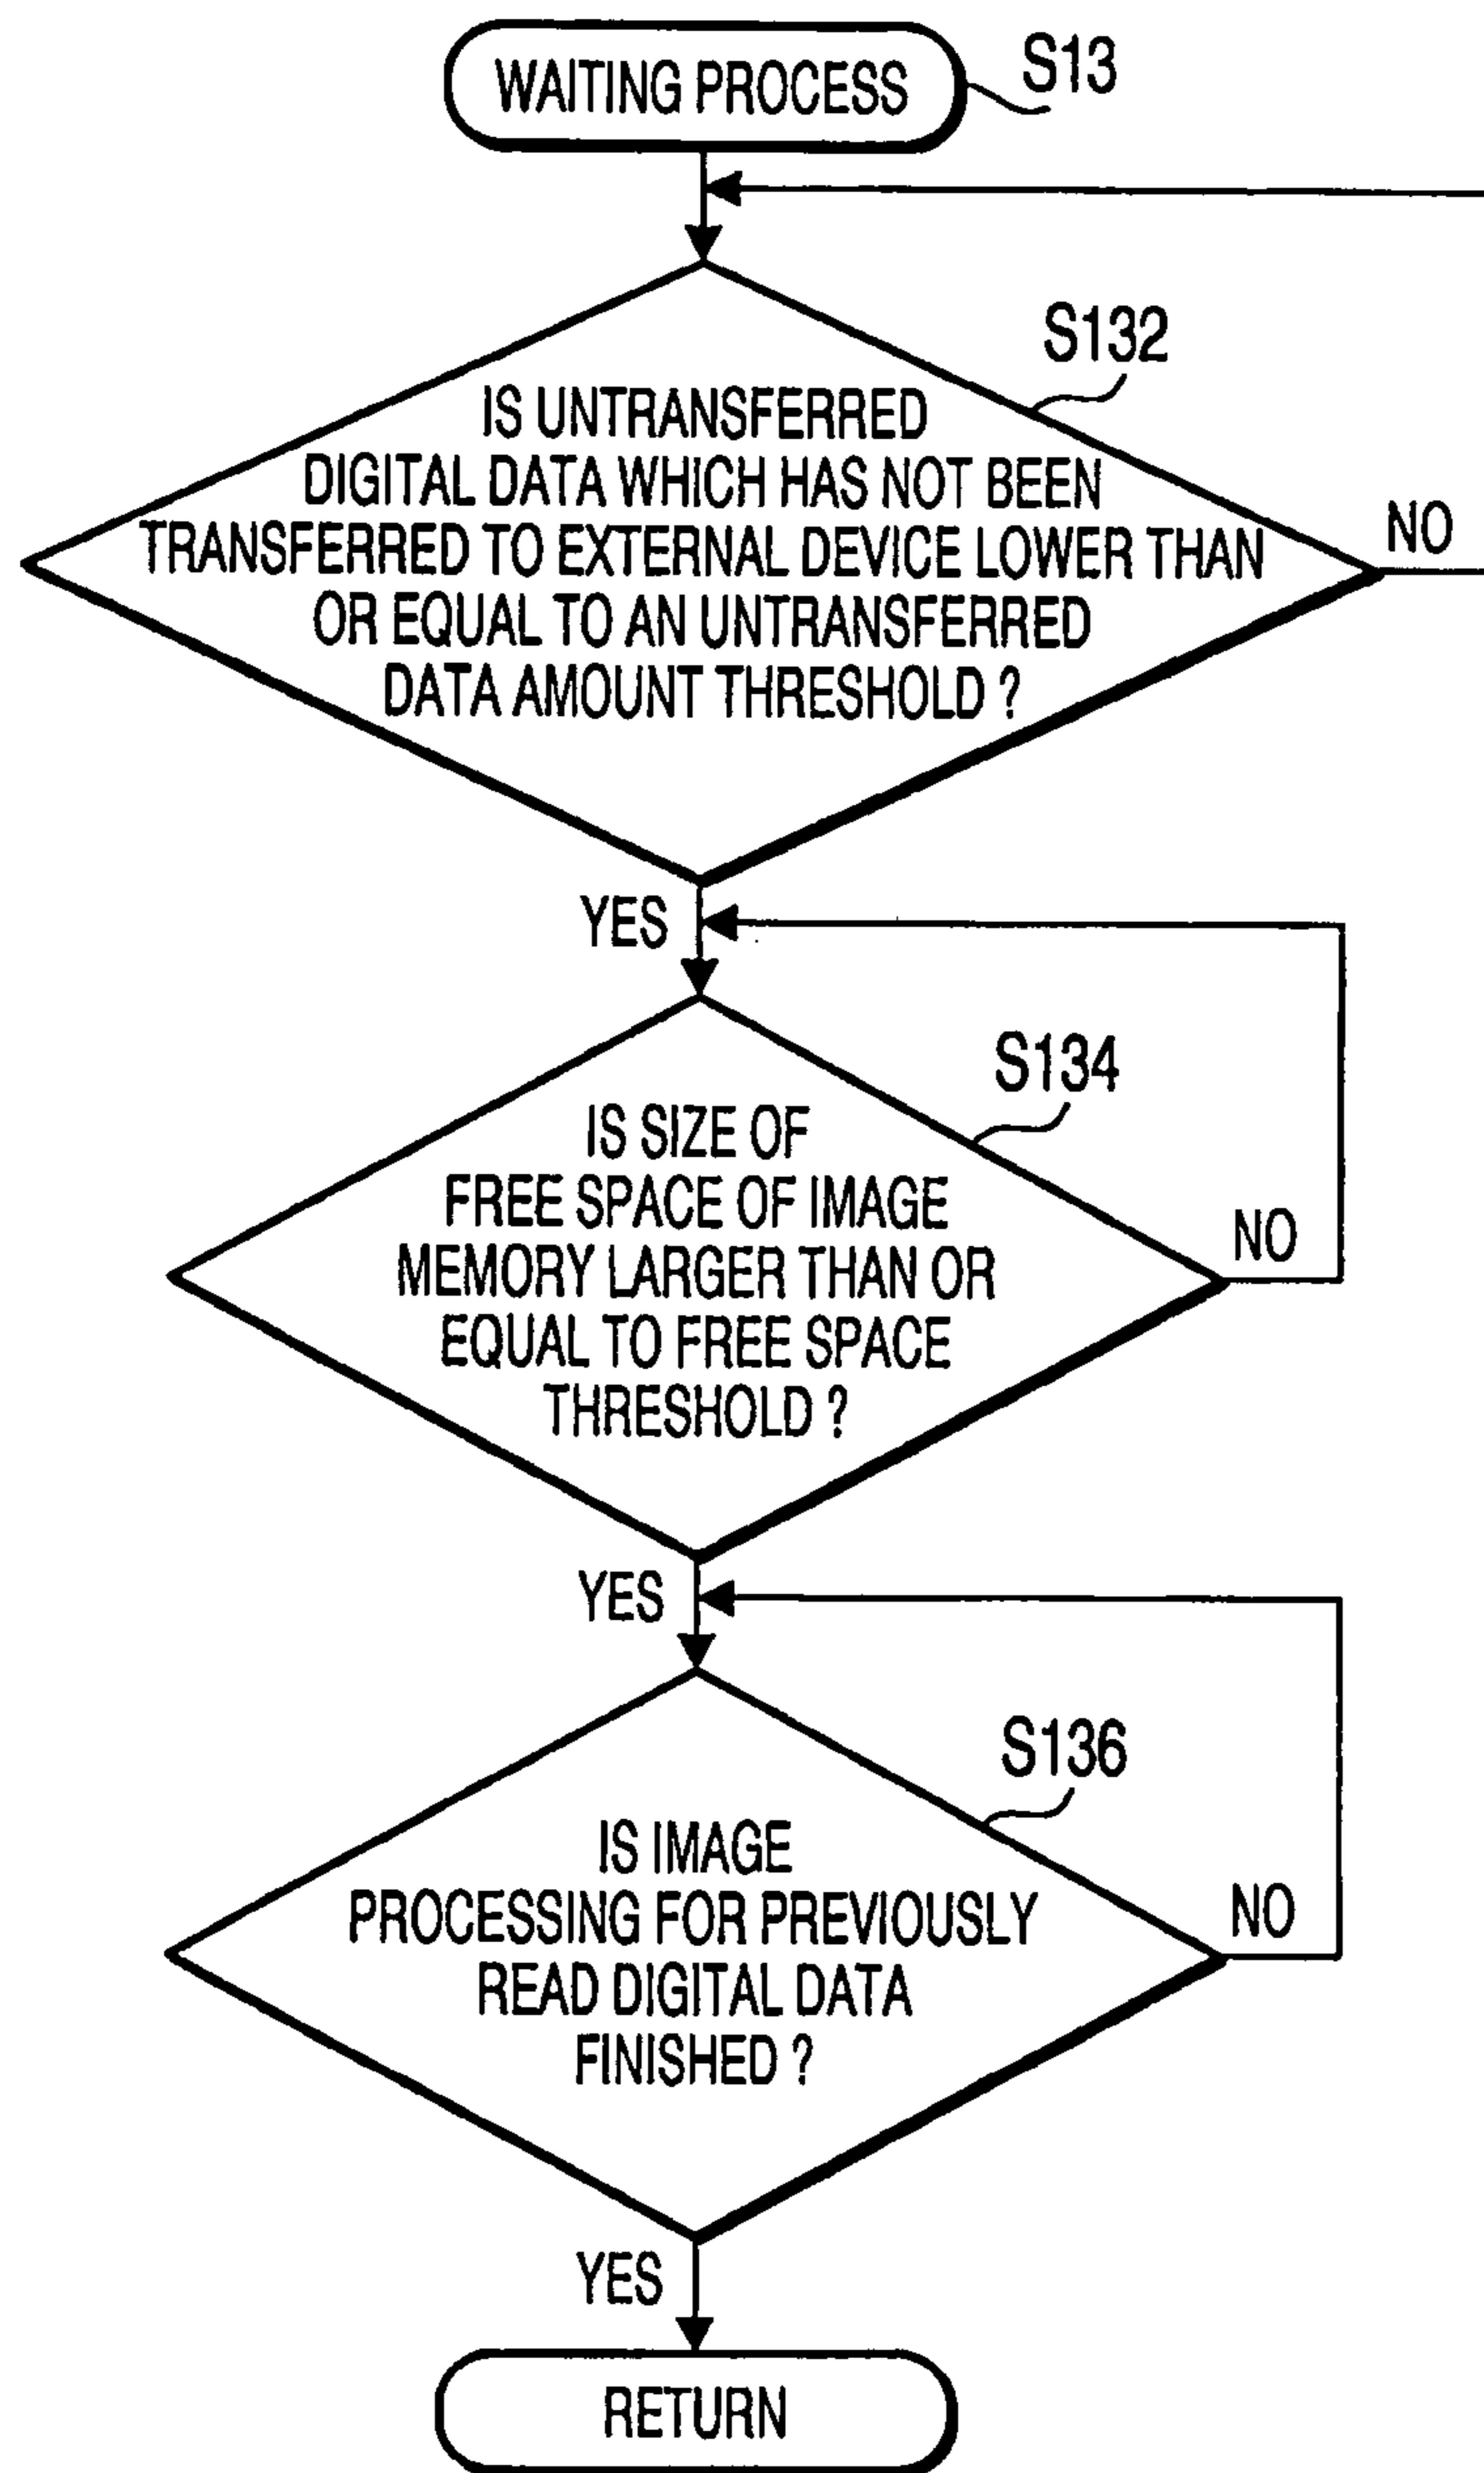 WAITING PROCESS
S13
S132
IS UNTRANSFERRED
DIGITAL DATA WHICH HAS NOT BEEN
TRANSFERRED TO EXTERNAL DEVICE LOWER THAN
OR EQUAL TO AN UNTRANSFERRED
DATA AMOUNT THRESHOLD ?
NO
YES
S134
IS SIZE OF
FREE SPACE OF IMAGE
MEMORY LARGER THAN OR
EQUAL TO FREE SPACE
THRESHOLD ?
NO
YES
S136
IS IMAGE
PROCESSING FOR PREVIOUSLY
READ DIGITAL DATA
FINISHED ?
NO
YES
RETURN